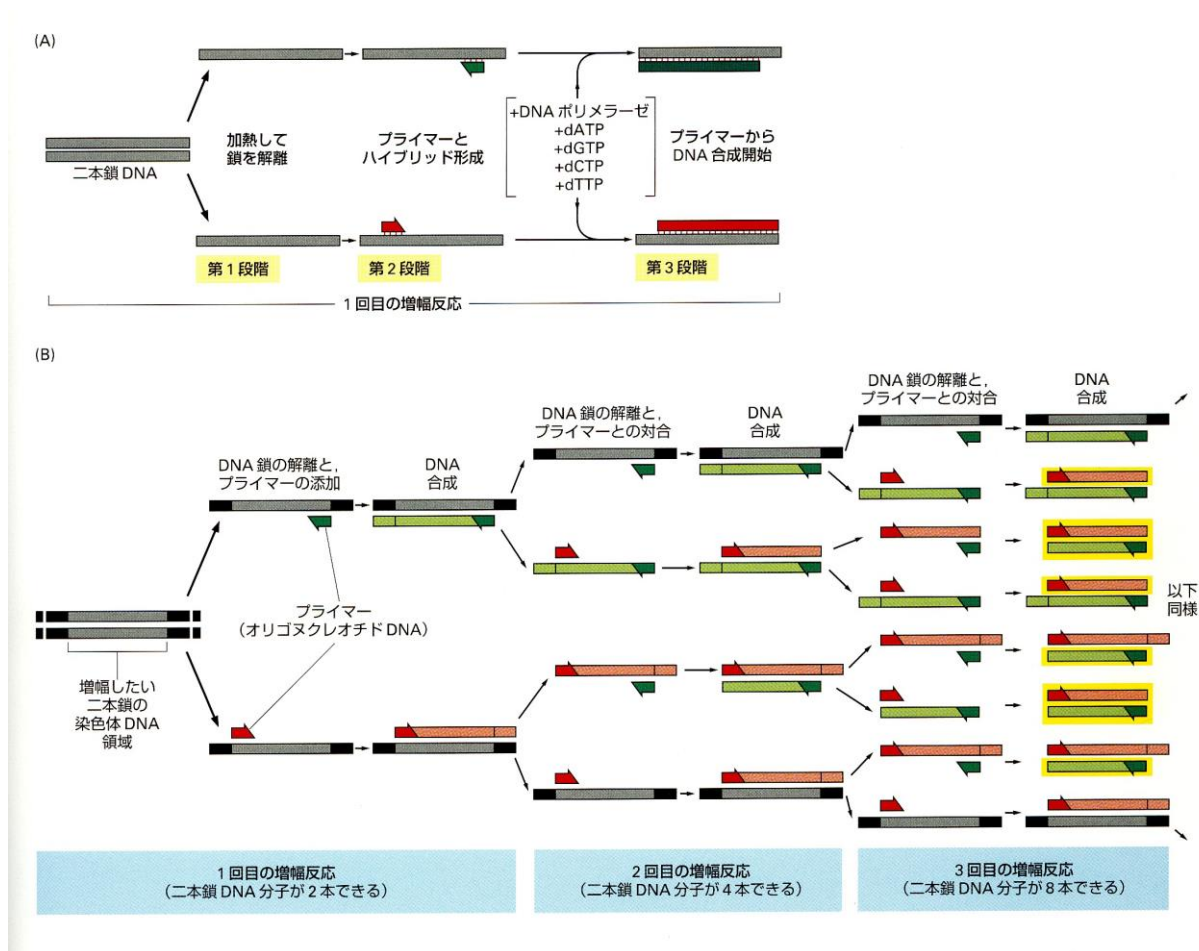 (A)
二本鎖 DNA
加熱して
鎖を解離
プライマーと
ハイブリッド形成
+DNA ポリメラーゼ
+dATP
+dGTP
+dCTP
+dTTP
プライマーから
DNA 合成開始
第1段階
第2段階
第3段階
1回目の増幅反応
(B)
DNA 鎖の解離と,
プライマーの添加
DNA
合成
DNA 鎖の解離と,
プライマーとの対合
DNA
合成
DNA 鎖の解離と,
プライマーとの対合
DNA
合成
プライマー
(オリゴヌクレオチド DNA)
増幅したい
二本鎖の
染色体 DNA
領域
以下
同様
1回目の増幅反応
(二本鎖 DNA 分子が2本できる)
2回目の増幅反応
(二本鎖 DNA 分子が4本できる)
3回目の増幅反応
(二本鎖 DNA 分子が8本できる)